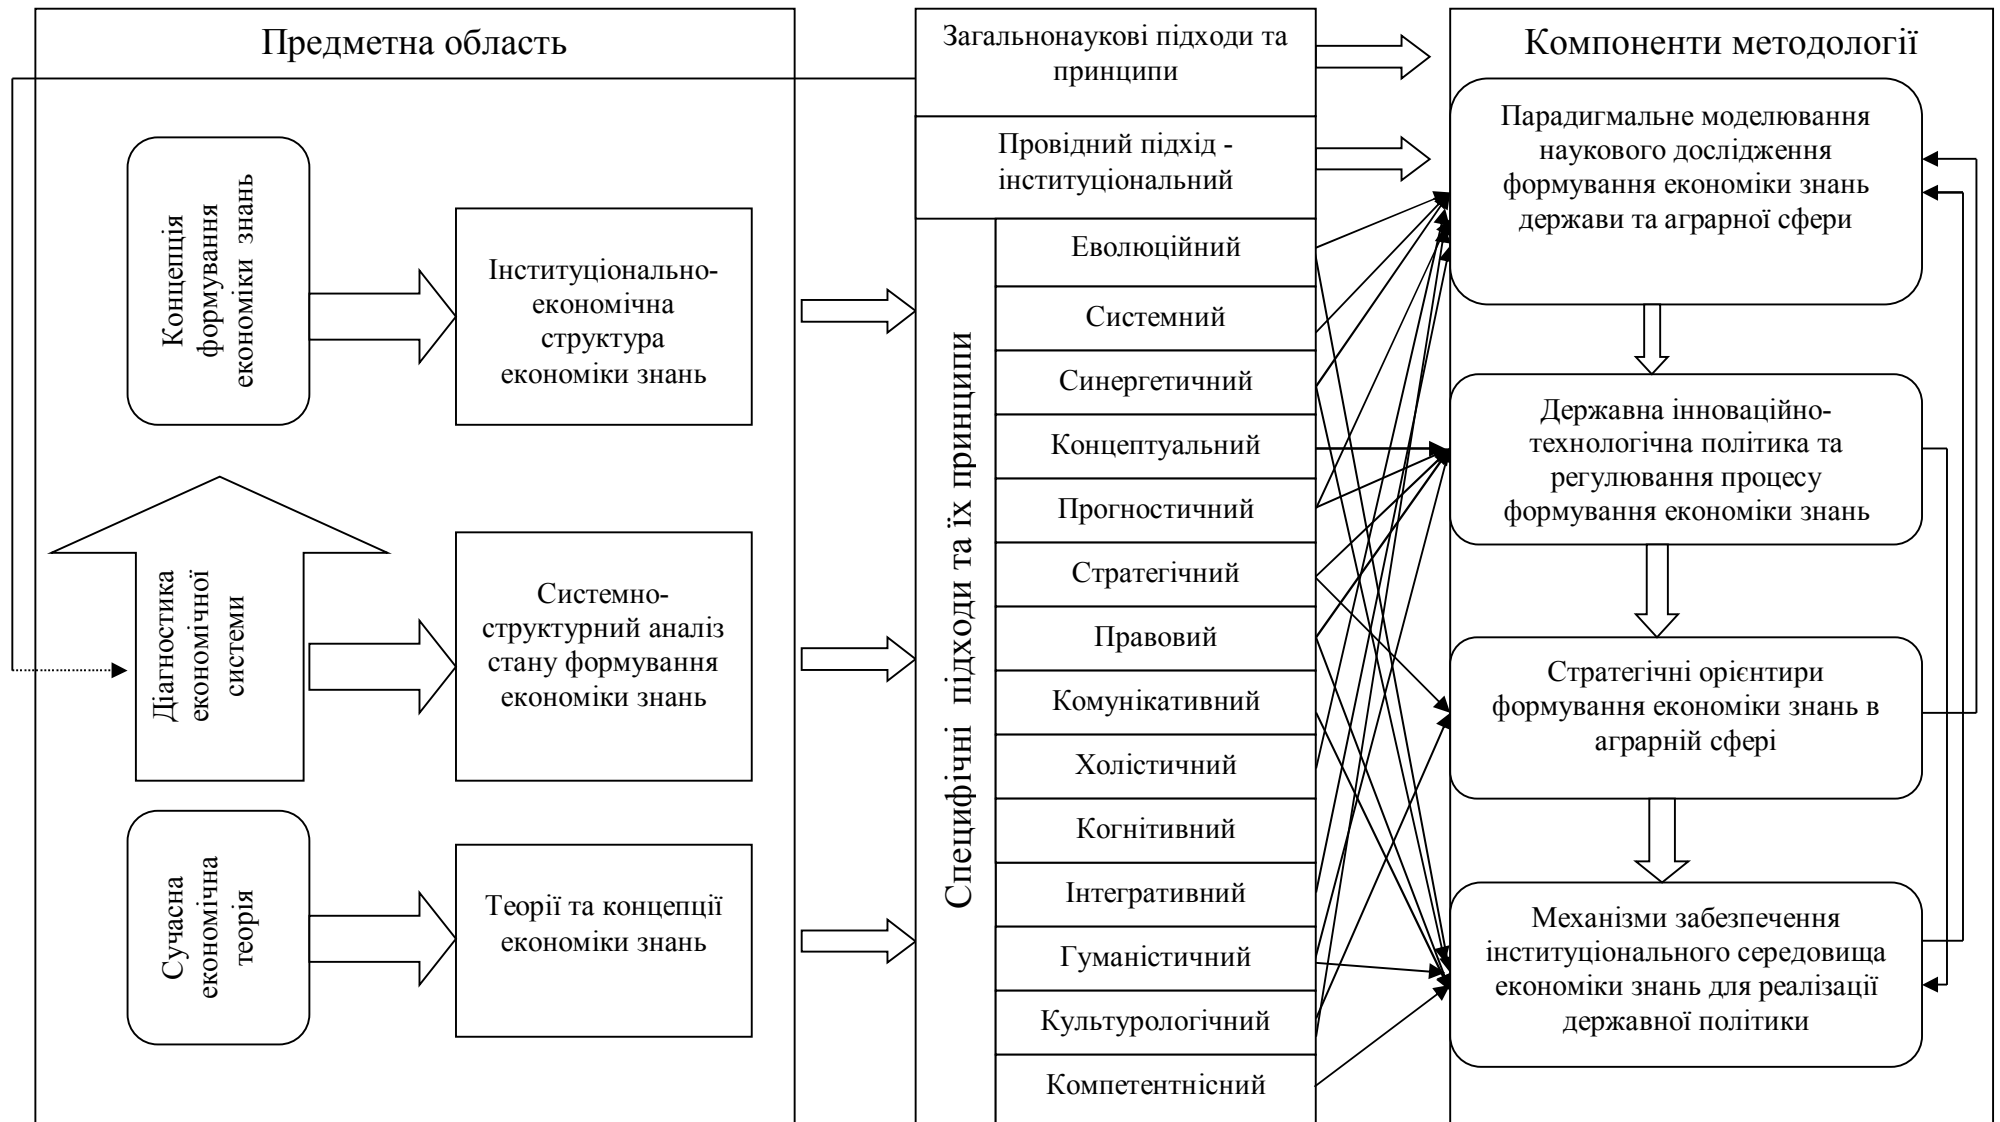 Предметна область
Концепція
формування
економіки знань
Інституціонально-
економічна
структура
економіки знань
Діагностика
економічної
системи
Системно-
структурний аналіз
стану формування
економіки знань
Сучасна
економічна
теорія
Теорії та концепції
економіки знань
Загальнонаукові підходи та
принципи
Провідний підхід -
інституціональний
Специфічні підходи та їх принципи
Еволюційний
Системний
Синергетичний
Концептуальний
Прогностичний
Стратегічний
Правовий
Комунікативний
Холістичний
Когнітивний
Інтегративний
Гуманістичний
Культурологічний
Компетентнісний
Компоненти методології
Парадигмальне моделювання
наукового дослідження
формування економіки знань
держави та аграрної сфери
Державна інноваційно-
технологічна політика та
регулювання процесу
формування економіки знань
Стратегічні орієнтири
формування економіки знань в
аграрній сфері
Механізми забезпечення
інституціонального середовища
економіки знань для реалізації
державної політики